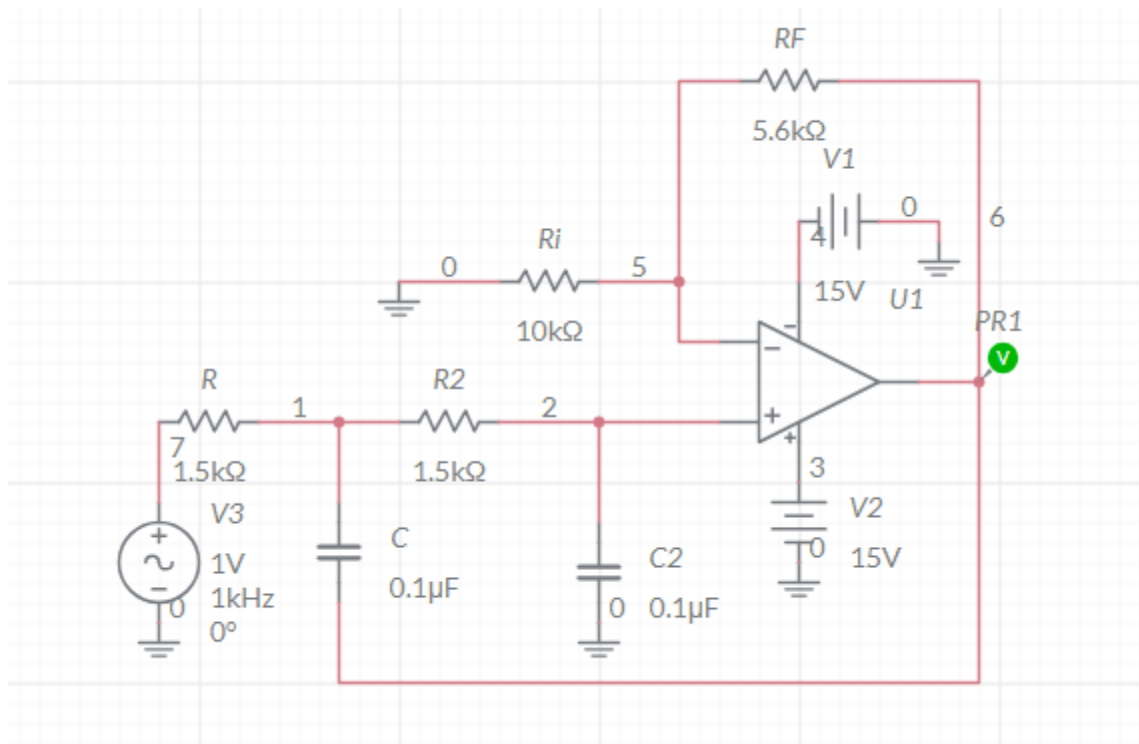 RF
5.6kΩ
V1
0
4
6
Ri
0
5
15V
U1
10kΩ
PR1
V
−
−
R
1
R2
2
+
+
7
1.5kΩ
1.5kΩ
3
V3
+
1V
1kHz
−
0
0°
C
0.1µF
C2
0
0.1µF
V2
0
15V